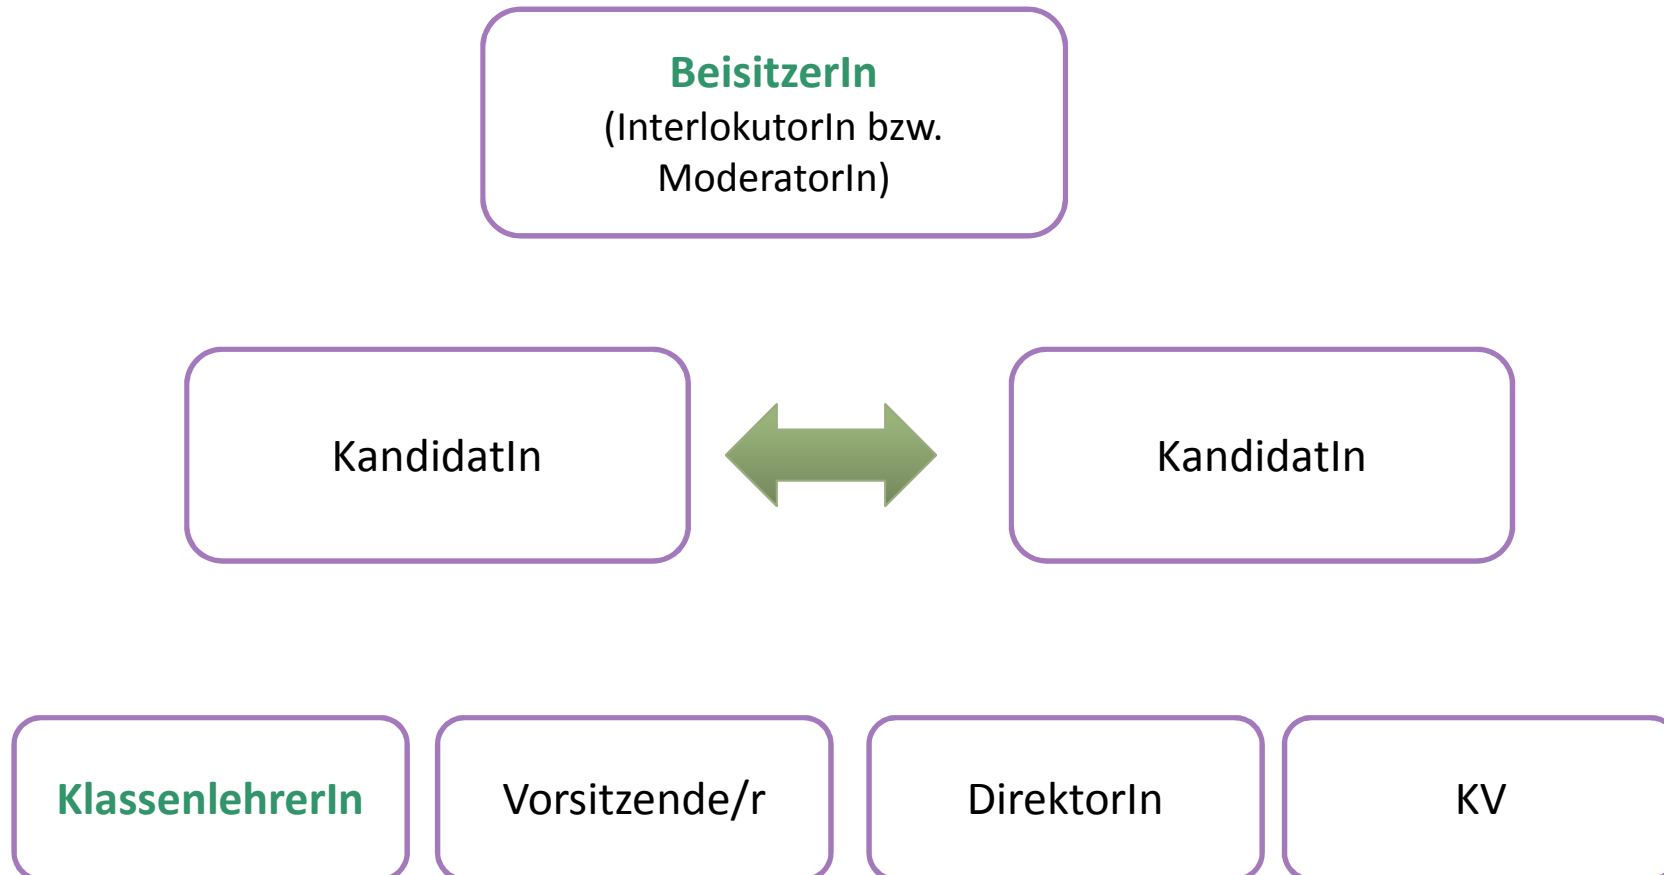 BeisitzerIn
(InterlokutorIn bzw.
ModeratorIn)
KandidatIn
KandidatIn
KlassenlehrerIn
Vorsitzende/r
DirektorIn
KV